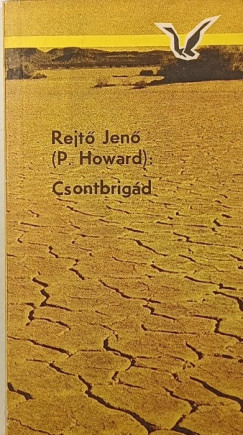 Rejtő Jenő
(P. Howard):
Csontbrigád